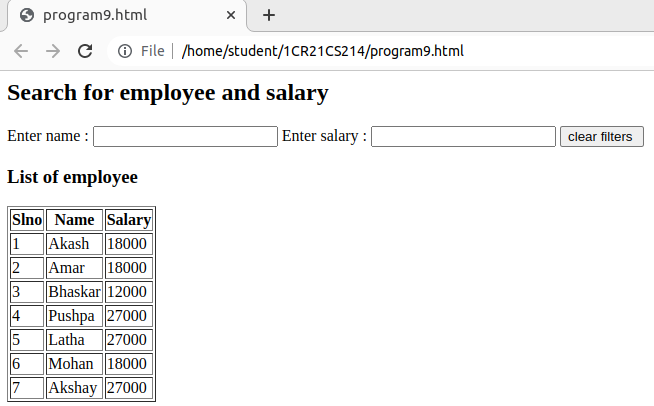 program9.html
File | /home/student/1CR21CS214/program9.html
Search for employee and salary
Enter name : Enter salary : clear filters
List of employee
Slno Name Salary
1 Akash 18000
2 Amar 18000
3 Bhaskar 12000
4 Pushpa 27000
5 Latha 27000
6 Mohan 18000
7 Akshay 27000